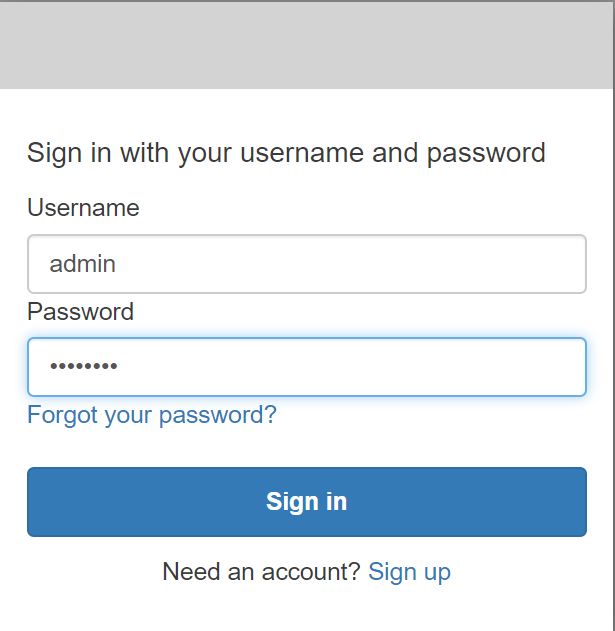 Sign in with your username and password
Username
admin
Password
••••••••
Forgot your password?
Sign in
Need an account? Sign up